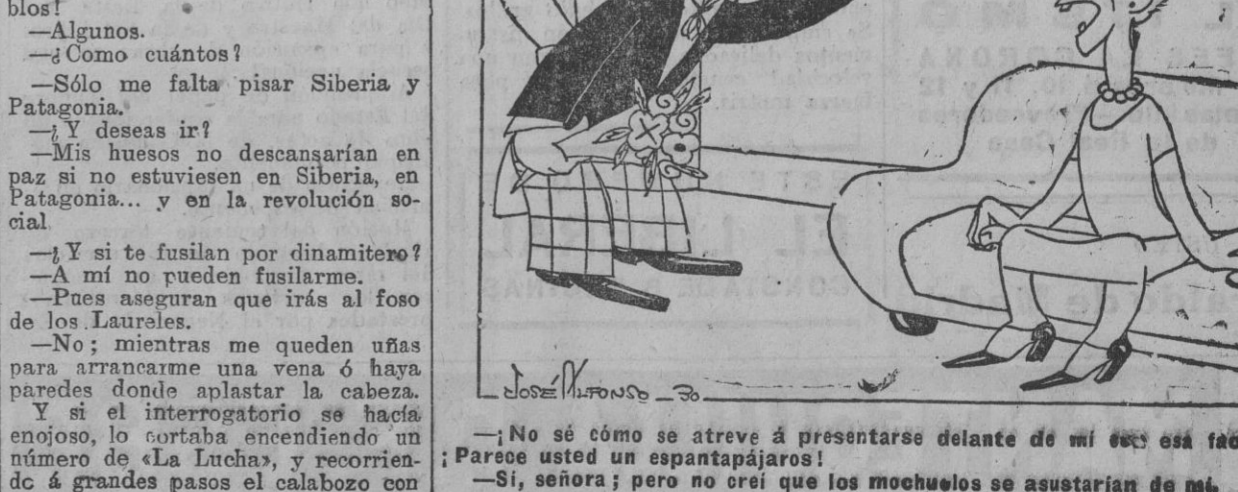 blos!
—Algunos.
—¿Como cuántos?
—Sólo me falta pisar Siberia y
Patagonia.
—¿Y deseas ir?
—Mis huesos no descansarían en
paz si no estuviesen en Siberia, en
Patagonia... y en la revolución so-
cial
—¿Y si te fusilan por dinamitero?
—A mí no pueden fusilarme.
—Pues aseguran que irás al foso
de los Laureles.
—No; mientras me queden uñas
para arrancarme una vena ó haya
paredes donde aplastar la cabeza.
Y si el interrogatorio se hacía
enojoso, lo cortaba encendiendo un
número de «La Lucha», y recorrien-
do á grandes pasos el calabozo con
JOSÉ ALFONSO _ 30
—¡No sé cómo se atreve á presentarse delante de mí esa fac
¡Parece usted un espantapájaros!
—Si, señora; pero no creí que los mochuelos se asustarían de mí.